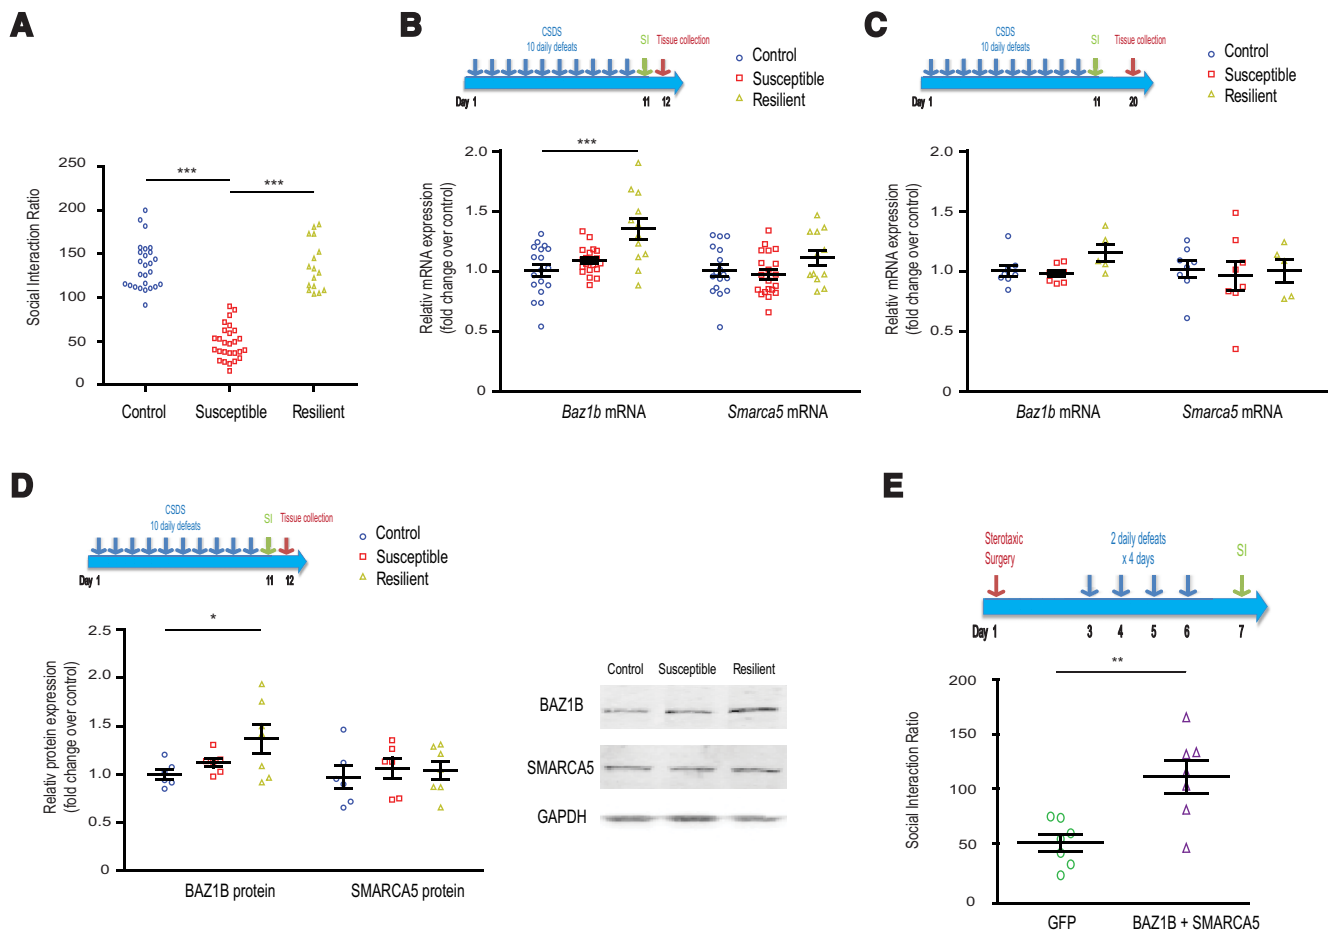 A
Social Interaction Ratio
250
200
150
100
50
0
***
***
Control
Susceptible
Resilient
B
CSDS
10 daily defeats
SI
Tissue collection
Day 1
11
12
Control
Susceptible
Resilient
Relativ mRNA expression
(fold change over control)
2.0
1.5
1.0
0.5
0
***
Baz1b mRNA
Smarca5 mRNA
C
CSDS
10 daily defeats
SI
Tissue collection
Day 1
11
20
Control
Susceptible
Resilient
Relativ mRNA expression
(fold change over control)
2.0
1.5
1.0
0.5
0
Baz1b mRNA
Smarca5 mRNA
D
CSDS
10 daily defeats
SI
Tissue collection
Day 1
11
12
Control
Susceptible
Resilient
Relativ protein expression
(fold change over control)
2.5
2.0
1.5
1.0
0.5
0
*
BAZ1B protein
SMARCA5 protein
Control
Susceptible
Resilient
BAZ1B
SMARCA5
GAPDH
E
Sterotaxic
Surgery
2 daily defeats
x 4 days
SI
Day 1
3
4
5
6
7
Social Interaction Ratio
200
150
100
50
0
**
GFP
BAZ1B + SMARCA5